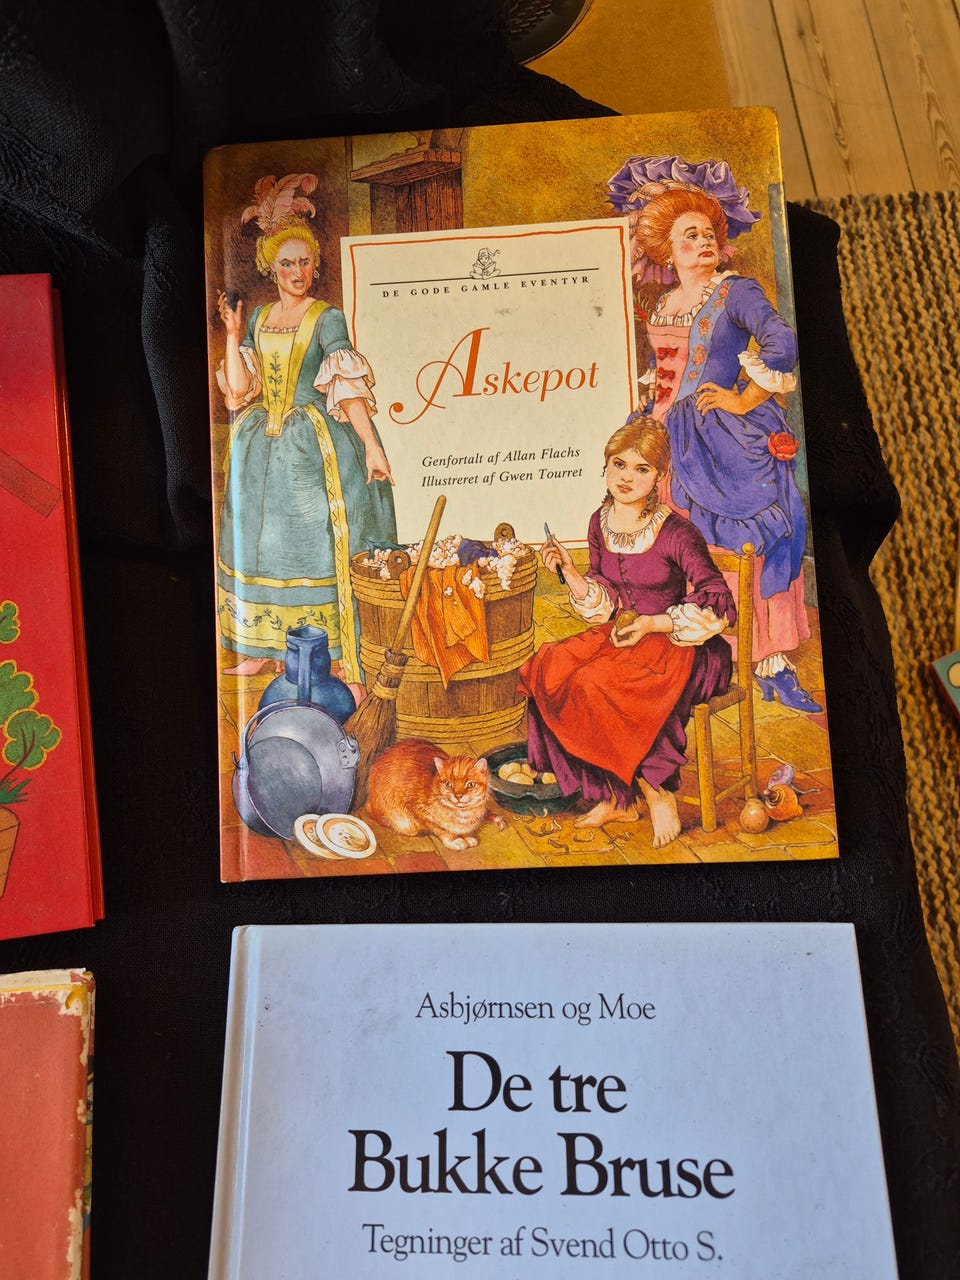 DE GODE GAMLE EVENTYR
Askepot
Genfortalt af Allan Flachs
Illustreret af Gwen Tourret
Asbjørnsen og Moe
De tre
Bukke Bruse
Tegninger af Svend Otto S.